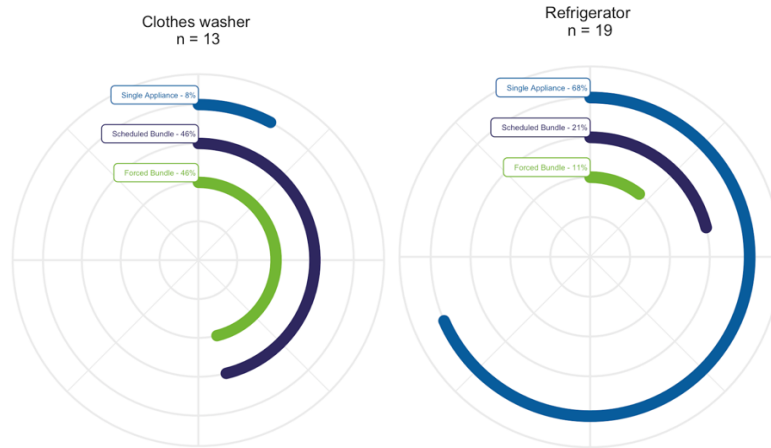 Clothes washer
n = 13
Single Appliance - 8%
Scheduled Bundle - 46%
Forced Bundle - 46%
Refrigerator
n = 19
Single Appliance - 68%
Scheduled Bundle - 21%
Forced Bundle - 11%